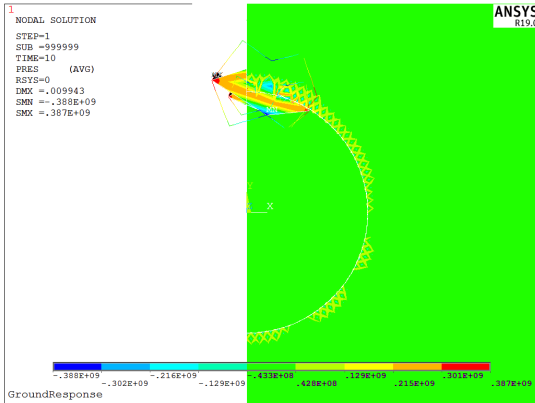 1
NODAL SOLUTION
ANSYS
R19.0
STEP=1
SUB =999999
TIME=10
PRES (AVG)
RSYS=0
DMX =.009943
SMN =-.388E+09
SMX =.387E+09
X
-.388E+09 -.216E+09 -.433E+08 .129E+09 .301E+09
-.302E+09 -.129E+09 .428E+08 .215E+09 .387E+09
GroundResponse